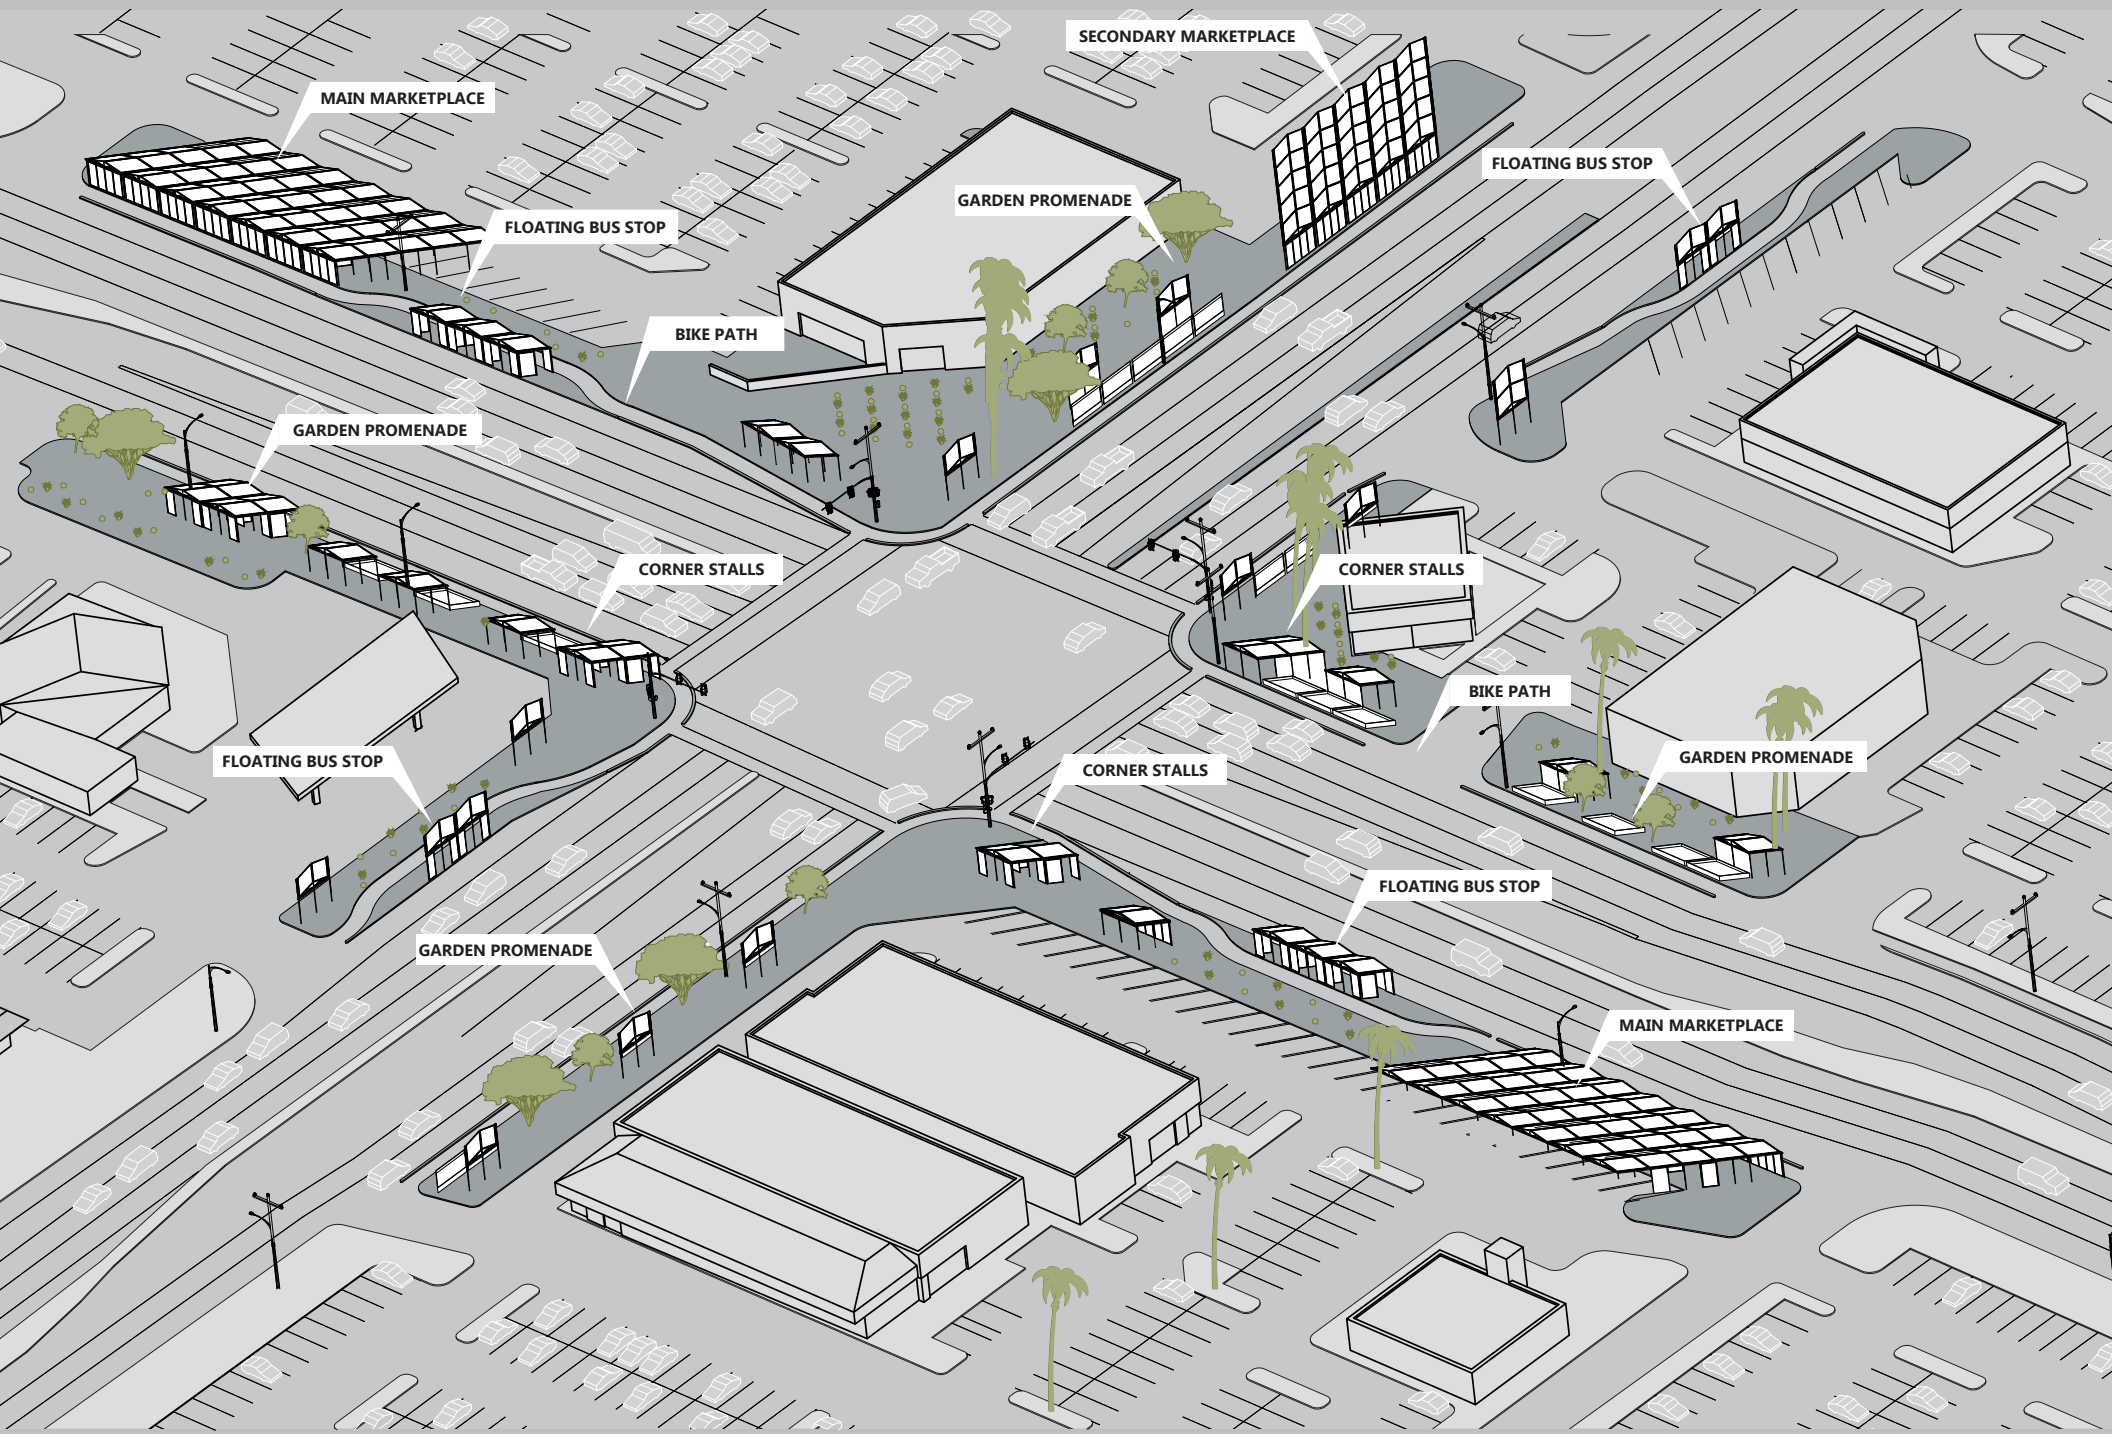 SECONDARY MARKETPLACE
MAIN MARKETPLACE
FLOATING BUS STOP
GARDEN PROMENADE
FLOATING BUS STOP
BIKE PATH
GARDEN PROMENADE
CORNER STALLS
CORNER STALLS
BIKE PATH
FLOATING BUS STOP
GARDEN PROMENADE
CORNER STALLS
FLOATING BUS STOP
GARDEN PROMENADE
MAIN MARKETPLACE